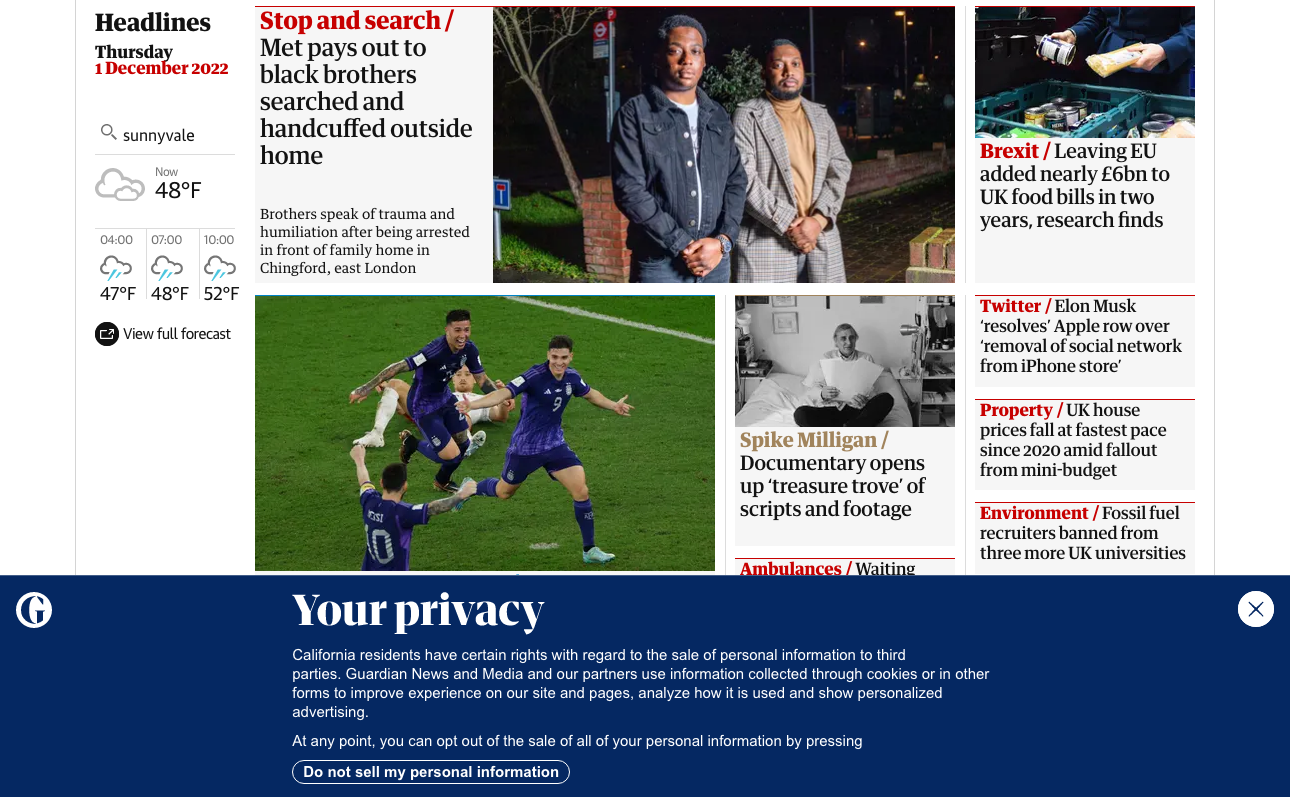 Headlines
Thursday
1 December 2022
sunnyvale
Now
48°F
04:00
07:00
10:00
47°F
48°F
52°F
View full forecast
Stop and search /
Met pays out to
black brothers
searched and
handcuffed outside
home
Brothers speak of trauma and
humiliation after being arrested
in front of family home in
Chingford, east London
Brexit / Leaving EU
added nearly £6bn to
UK food bills in two
years, research finds
9
MESSI
10
Spike Milligan /
Documentary opens
up ‘treasure trove’ of
scripts and footage
Ambulances / Waiting
Twitter / Elon Musk
‘resolves’ Apple row over
‘removal of social network
from iPhone store’
Property / UK house
prices fall at fastest pace
since 2020 amid fallout
from mini-budget
Environment / Fossil fuel
recruiters banned from
three more UK universities
G
Your privacy
California residents have certain rights with regard to the sale of personal information to third
parties. Guardian News and Media and our partners use information collected through cookies or in other
forms to improve experience on our site and pages, analyze how it is used and show personalized
advertising.
At any point, you can opt out of the sale of all of your personal information by pressing
Do not sell my personal information